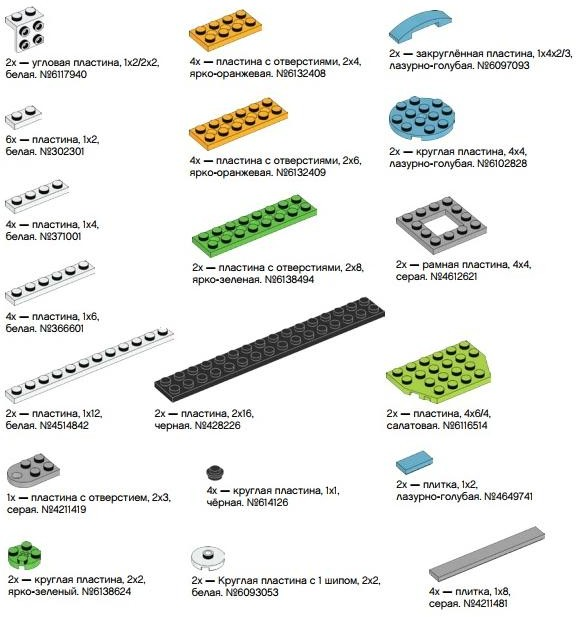 2x — угловая пластина, 1x2/2x2,
белая. №6117940
4x — пластина с отверстиями, 2x4,
ярко-оранжевая. №6132408
2x — закруглённая пластина, 1x4x2/3,
лазурно-голубая. №6097093
6x — пластина, 1x2,
белая. №302301
4x — пластина с отверстиями, 2x6,
ярко-оранжевая. №6132409
2x — круглая пластина, 4x4,
лазурно-голубая. №6102828
4x — пластина, 1x4,
белая. №371001
2x — пластина с отверстиями, 2x8,
ярко-зеленая. №6138494
2x — рамная пластина, 4x4,
серая. №4612621
4x — пластина, 1x6,
белая. №366601
2x — пластина, 1x12,
белая. №4514842
2x — пластина, 2x16,
черная. №428226
2x — пластина, 4x6/4,
салатовая. №6116514
1x — пластина с отверстием, 2x3,
серая. №4211419
4x — круглая пластина, 1x1,
чёрная. №614126
2x — плитка, 1x2,
лазурно-голубая. №4649741
2x — круглая пластина, 2x2,
ярко-зеленый. №6138624
2x — Круглая пластина с 1 шипом, 2x2,
белая. №6093053
4x — плитка, 1x8,
серая. №4211481